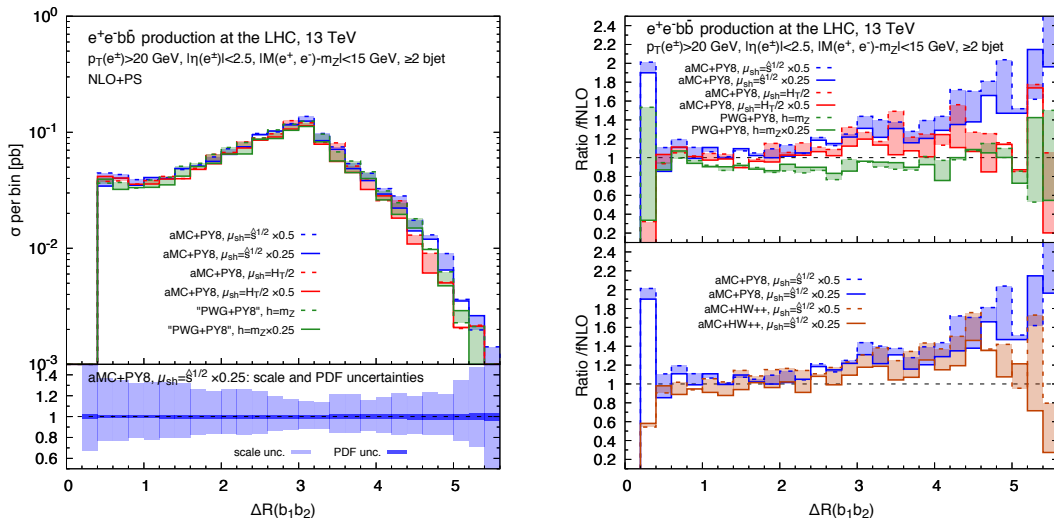 e⁺e⁻bb̄ production at the LHC, 13 TeV
p_T(e^±)>20 GeV, |η(e^±)|<2.5, |M(e⁺, e⁻)-m_Z|<15 GeV, ≥2 bjet
NLO+PS
σ per bin [pb]
10⁰
10⁻¹
10⁻²
10⁻³
aMC+PY8, μ_sh=ŝ^1/2 ×0.5
aMC+PY8, μ_sh=ŝ^1/2 ×0.25
aMC+PY8, μ_sh=H_T/2
aMC+PY8, μ_sh=H_T/2 ×0.5
"PWG+PY8", h=m_Z
"PWG+PY8", h=m_Z×0.25
aMC+PY8, μ_sh=ŝ^1/2 ×0.25: scale and PDF uncertainties
1.4
1.2
1
0.8
0.6
scale unc.
PDF unc.
0 1 2 3 4 5
ΔR(b₁b₂)
e⁺e⁻bb̄ production at the LHC, 13 TeV
p_T(e^±)>20 GeV, |η(e^±)|<2.5, |M(e⁺, e⁻)-m_Z|<15 GeV, ≥2 bjet
aMC+PY8, μ_sh=ŝ^1/2 ×0.5
aMC+PY8, μ_sh=ŝ^1/2 ×0.25
aMC+PY8, μ_sh=H_T/2
aMC+PY8, μ_sh=H_T/2 ×0.5
PWG+PY8, h=m_Z
PWG+PY8, h=m_Z×0.25
Ratio /fNLO
2.4
2.2
2
1.8
1.6
1.4
1.2
1
0.8
0.6
0.4
0.2
aMC+PY8, μ_sh=ŝ^1/2 ×0.5
aMC+PY8, μ_sh=ŝ^1/2 ×0.25
aMC+HW++, μ_sh=ŝ^1/2 ×0.5
aMC+HW++, μ_sh=ŝ^1/2 ×0.25
Ratio /fNLO
2.4
2.2
2
1.8
1.6
1.4
1.2
1
0.8
0.6
0.4
0.2
0 1 2 3 4 5
ΔR(b₁b₂)